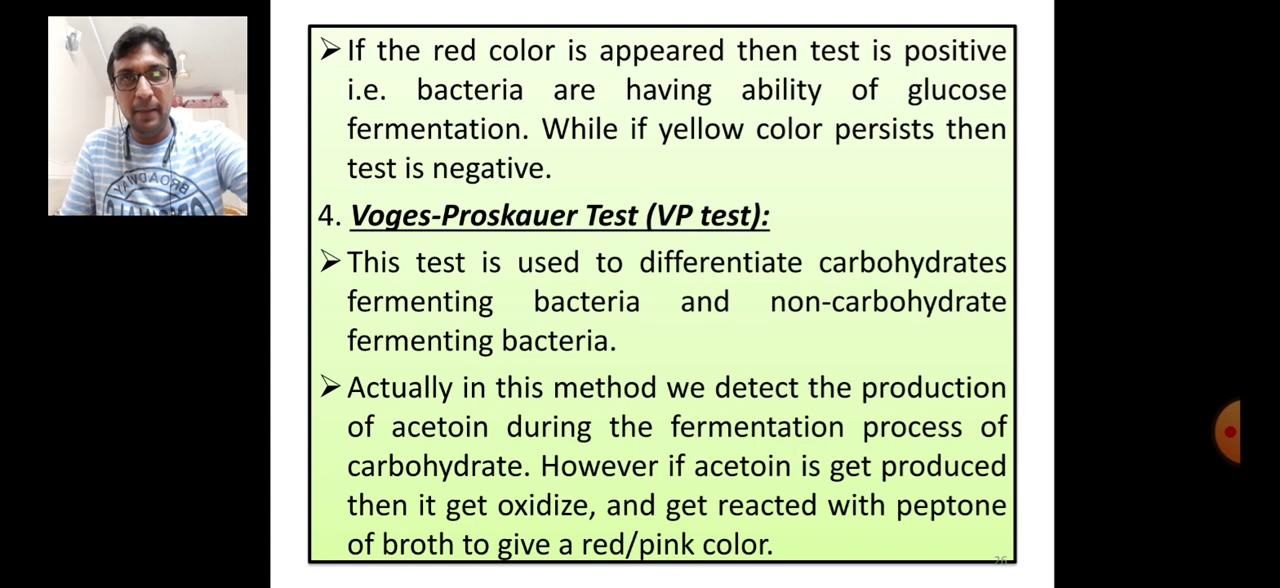 ➢If the red color is appeared then test is positive
i.e. bacteria are having ability of glucose
fermentation. While if yellow color persists then
test is negative.
4. Voges-Proskauer Test (VP test):
➢This test is used to differentiate carbohydrates
fermenting bacteria and non-carbohydrate
fermenting bacteria.
➢Actually in this method we detect the production
of acetoin during the fermentation process of
carbohydrate. However if acetoin is get produced
then it get oxidize, and get reacted with peptone
of broth to give a red/pink color.
26
BROADWAY